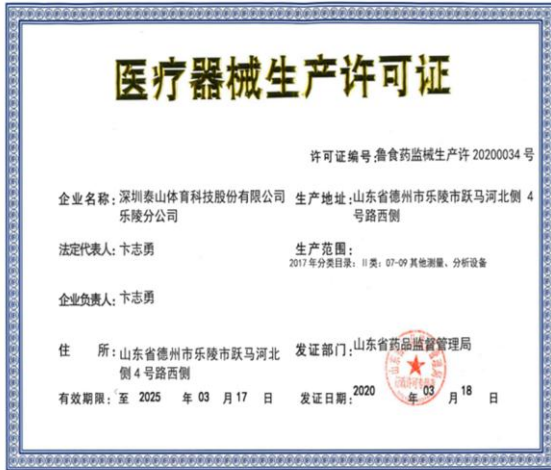 医疗器械生产许可证
许可证编号:鲁食药监械生产许 20200034 号
企业名称: 深圳泰山体育科技股份有限公司
乐陵分公司
生产地址: 山东省德州市乐陵市跃马河北侧 4
号路西侧
法定代表人: 卞志勇
生产范围:
2017 年分类目录: II 类: 07-09 其他测量、分析设备
企业负责人: 卞志勇
住 所: 山东省德州市乐陵市跃马河北
侧 4 号路西侧
发证部门: 山东省药品监督管理局
有效期限: 至 2025 年 03 月 17 日
发证日期: 2020 年 03 月 18 日